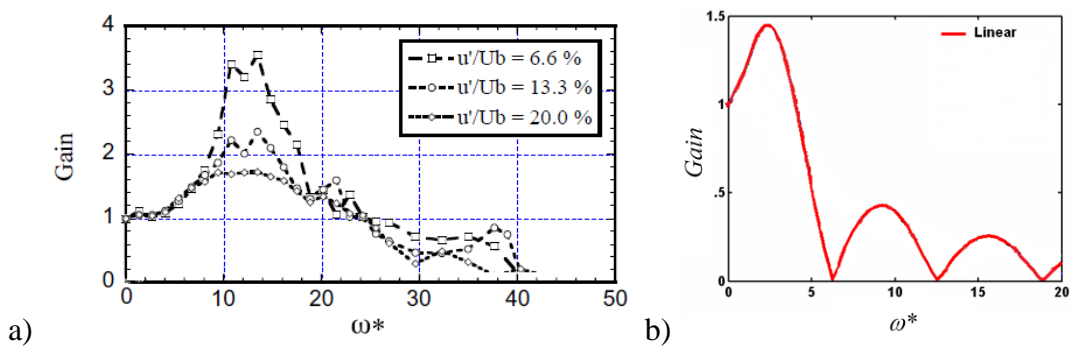 4
3
2
1
0
Gain
0 10 20 30 40 50
ω*
u'/Ub = 6.6 %
u'/Ub = 13.3 %
u'/Ub = 20.0 %
a)
1.5
1
.5
0
Gain
0 5 10 15 20
ω*
Linear
b)